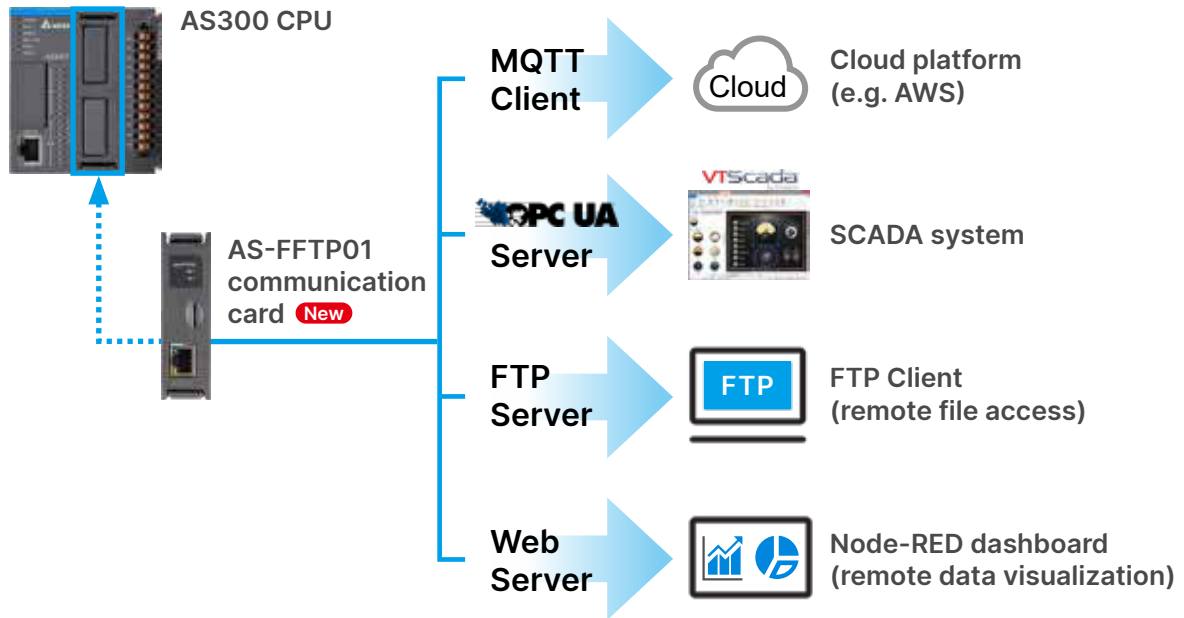 AS300 CPU
AS-FFTP01
communication
card New
MQTT
Client
Cloud
Cloud platform
(e.g. AWS)
OPC UA
Server
VTScada
SCADA system
FTP
Server
FTP
FTP Client
(remote file access)
Web
Server
Node-RED dashboard
(remote data visualization)